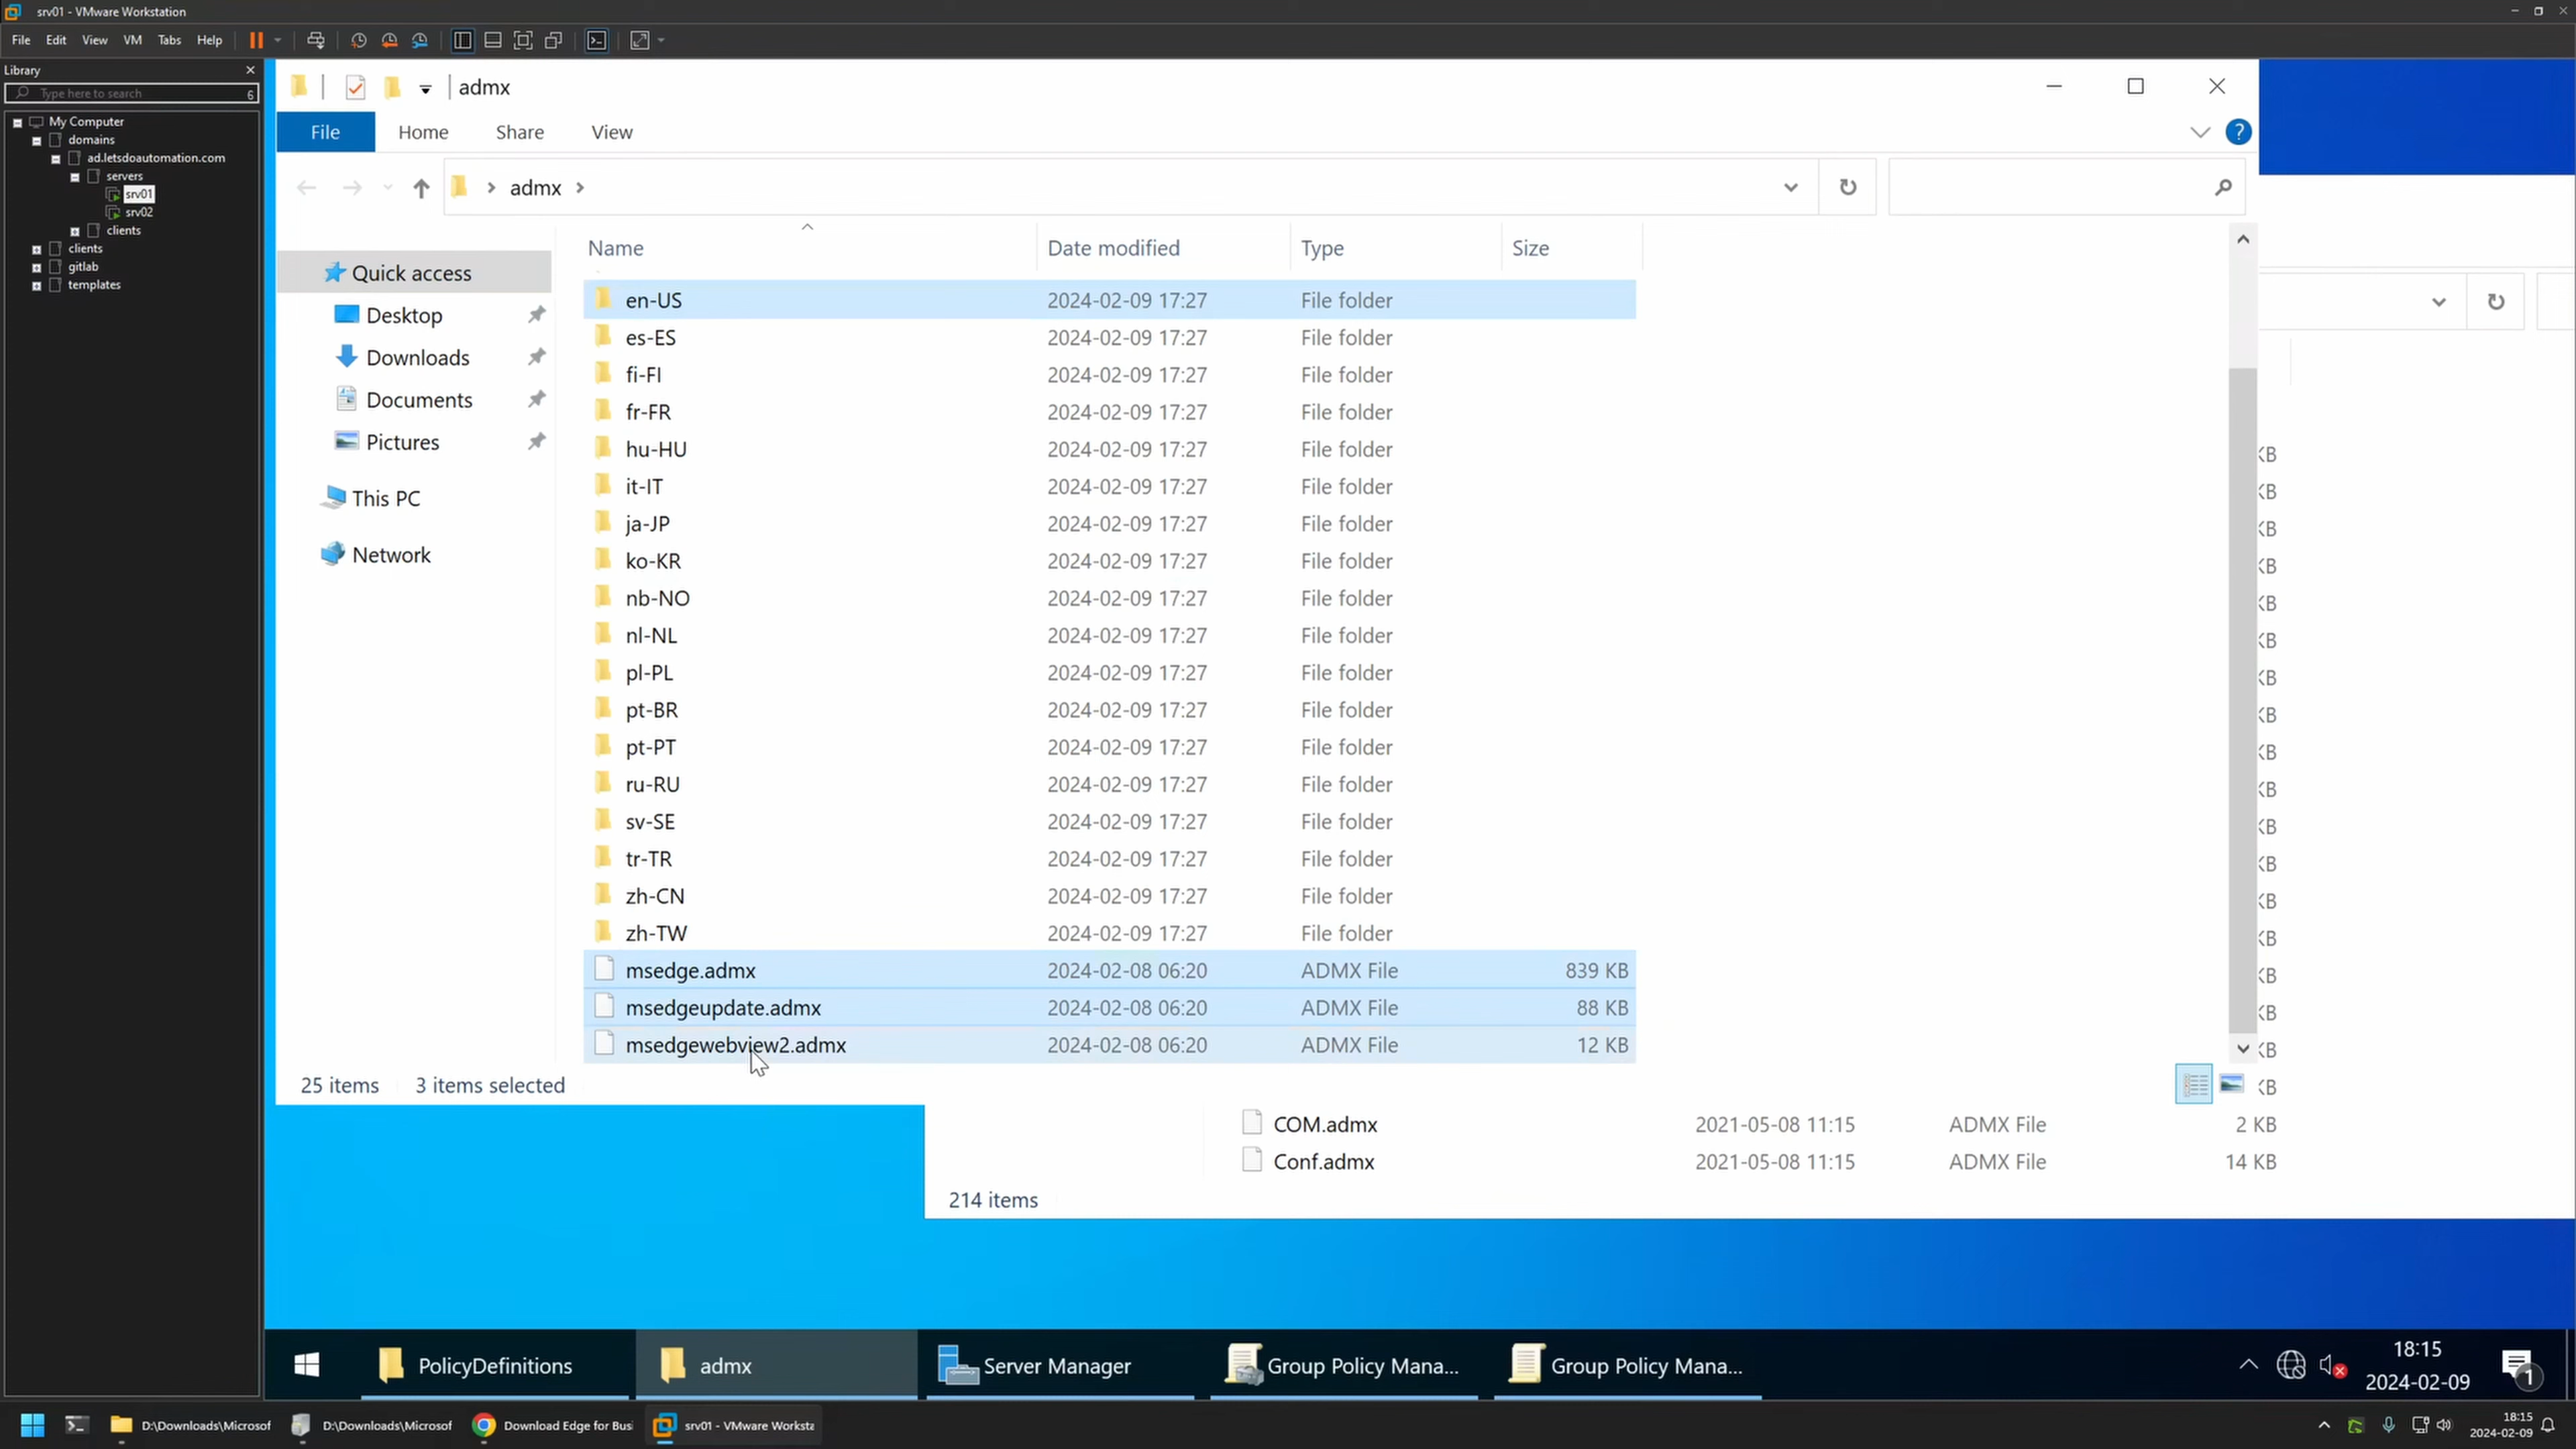 srv01 - VMware Workstation
File Edit View VM Tabs Help
Library
Type here to search 6
My Computer
domains
ad.letsdoautomation.com
servers
srv01
srv02
clients
clients
gitlab
templates
admx
File Home Share View
admx
Name Date modified Type Size
Quick access
Desktop
Downloads
Documents
Pictures
This PC
Network
en-US 2024-02-09 17:27 File folder
es-ES 2024-02-09 17:27 File folder
fi-FI 2024-02-09 17:27 File folder
fr-FR 2024-02-09 17:27 File folder
hu-HU 2024-02-09 17:27 File folder
it-IT 2024-02-09 17:27 File folder
ja-JP 2024-02-09 17:27 File folder
ko-KR 2024-02-09 17:27 File folder
nb-NO 2024-02-09 17:27 File folder
nl-NL 2024-02-09 17:27 File folder
pl-PL 2024-02-09 17:27 File folder
pt-BR 2024-02-09 17:27 File folder
pt-PT 2024-02-09 17:27 File folder
ru-RU 2024-02-09 17:27 File folder
sv-SE 2024-02-09 17:27 File folder
tr-TR 2024-02-09 17:27 File folder
zh-CN 2024-02-09 17:27 File folder
zh-TW 2024-02-09 17:27 File folder
msedge.admx 2024-02-08 06:20 ADMX File 839 KB
msedgeupdate.admx 2024-02-08 06:20 ADMX File 88 KB
msedgewebview2.admx 2024-02-08 06:20 ADMX File 12 KB
25 items 3 items selected
COM.admx 2021-05-08 11:15 ADMX File 2 KB
Conf.admx 2021-05-08 11:15 ADMX File 14 KB
214 items
PolicyDefinitions admx Server Manager Group Policy Mana... Group Policy Mana...
18:15
2024-02-09
1
D:\Downloads\Microsof D:\Downloads\Microsof Download Edge for Busi srv01 - VMware Worksta
18:15
2024-02-09